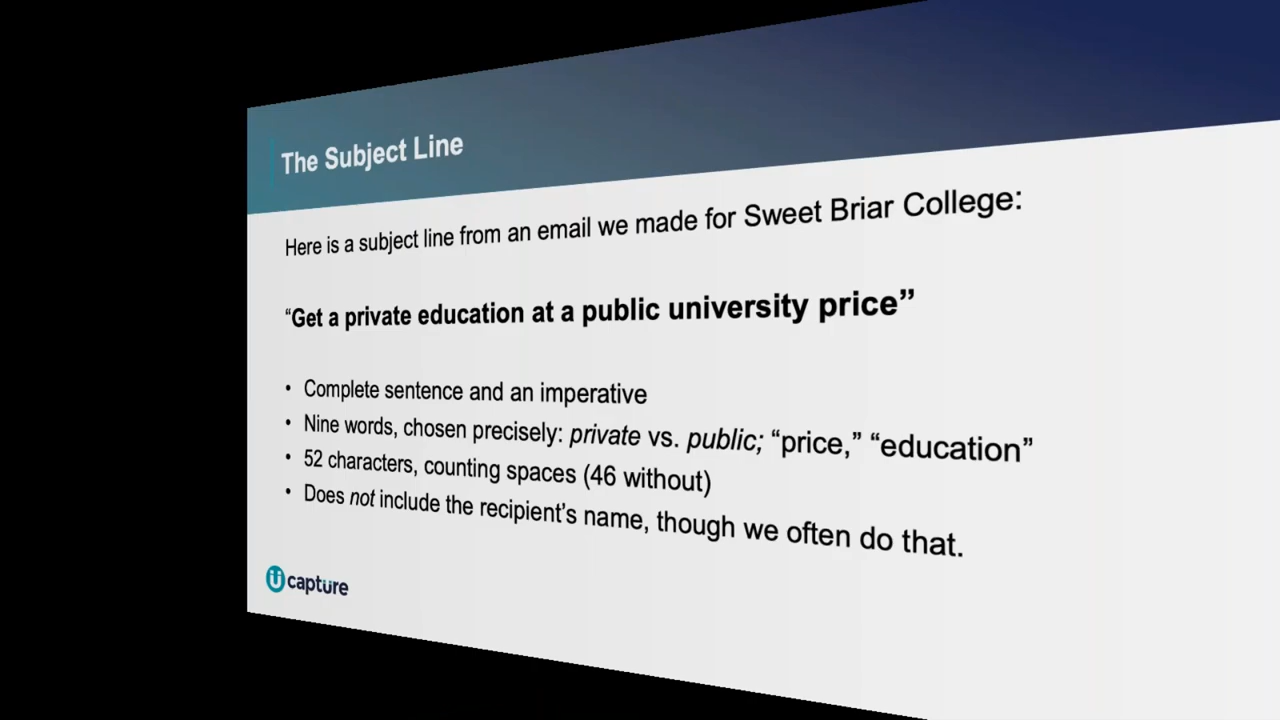 The Subject Line
Here is a subject line from an email we made for Sweet Briar College:
“Get a private education at a public university price”
• Complete sentence and an imperative
• Nine words, chosen precisely: private vs. public; “price,” “education”
• 52 characters, counting spaces (46 without)
• Does not include the recipient’s name, though we often do that.
capture